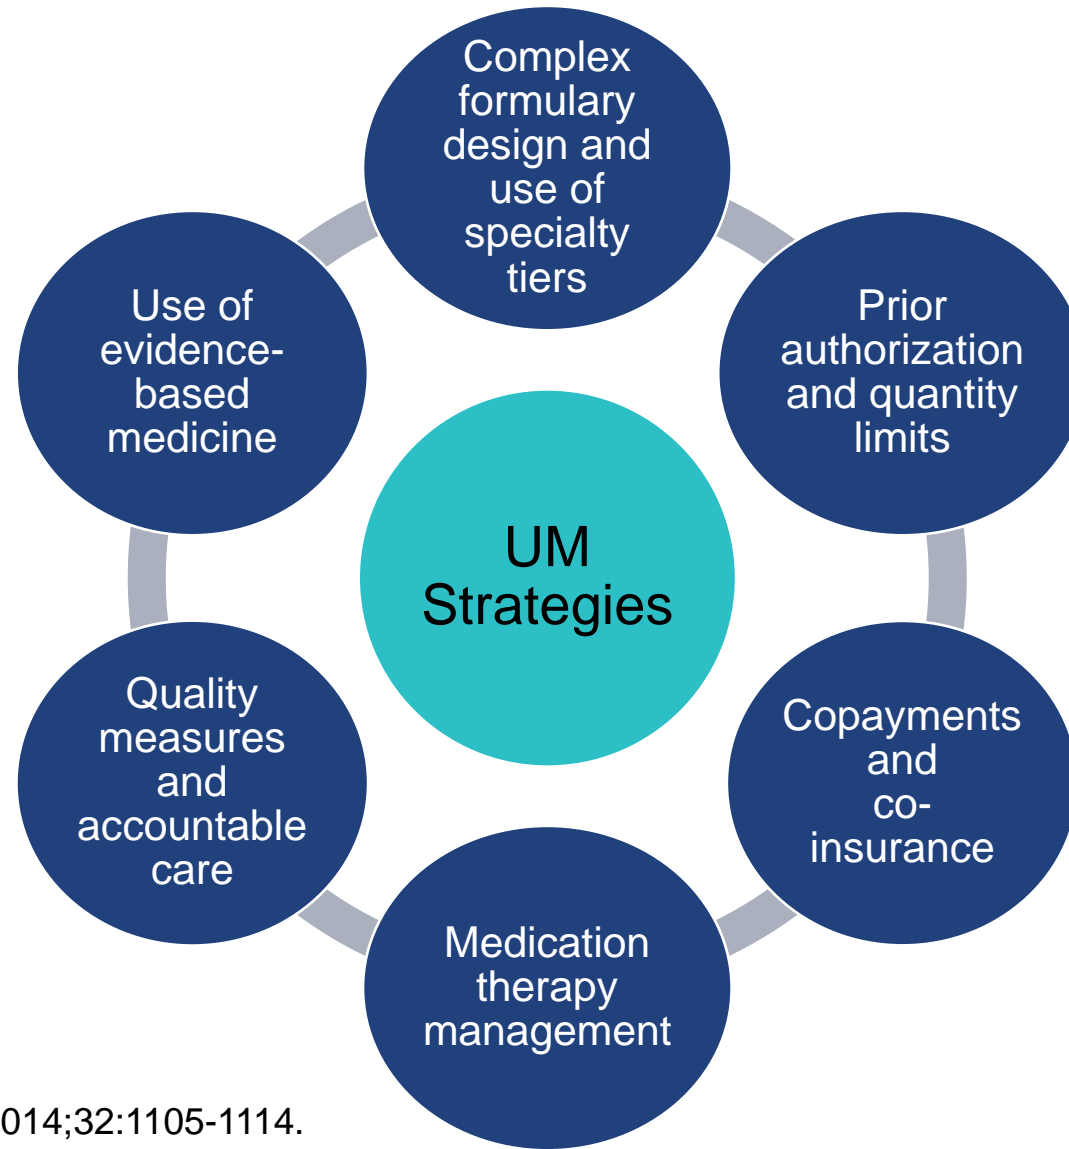 Complex
formulary
design and
use of
specialty
tiers
Prior
authorization
and quantity
limits
Copayments
and
co-
insurance
Medication
therapy
management
Quality
measures
and
accountable
care
Use of
evidence-
based
medicine
UM
Strategies
014;32:1105-1114.